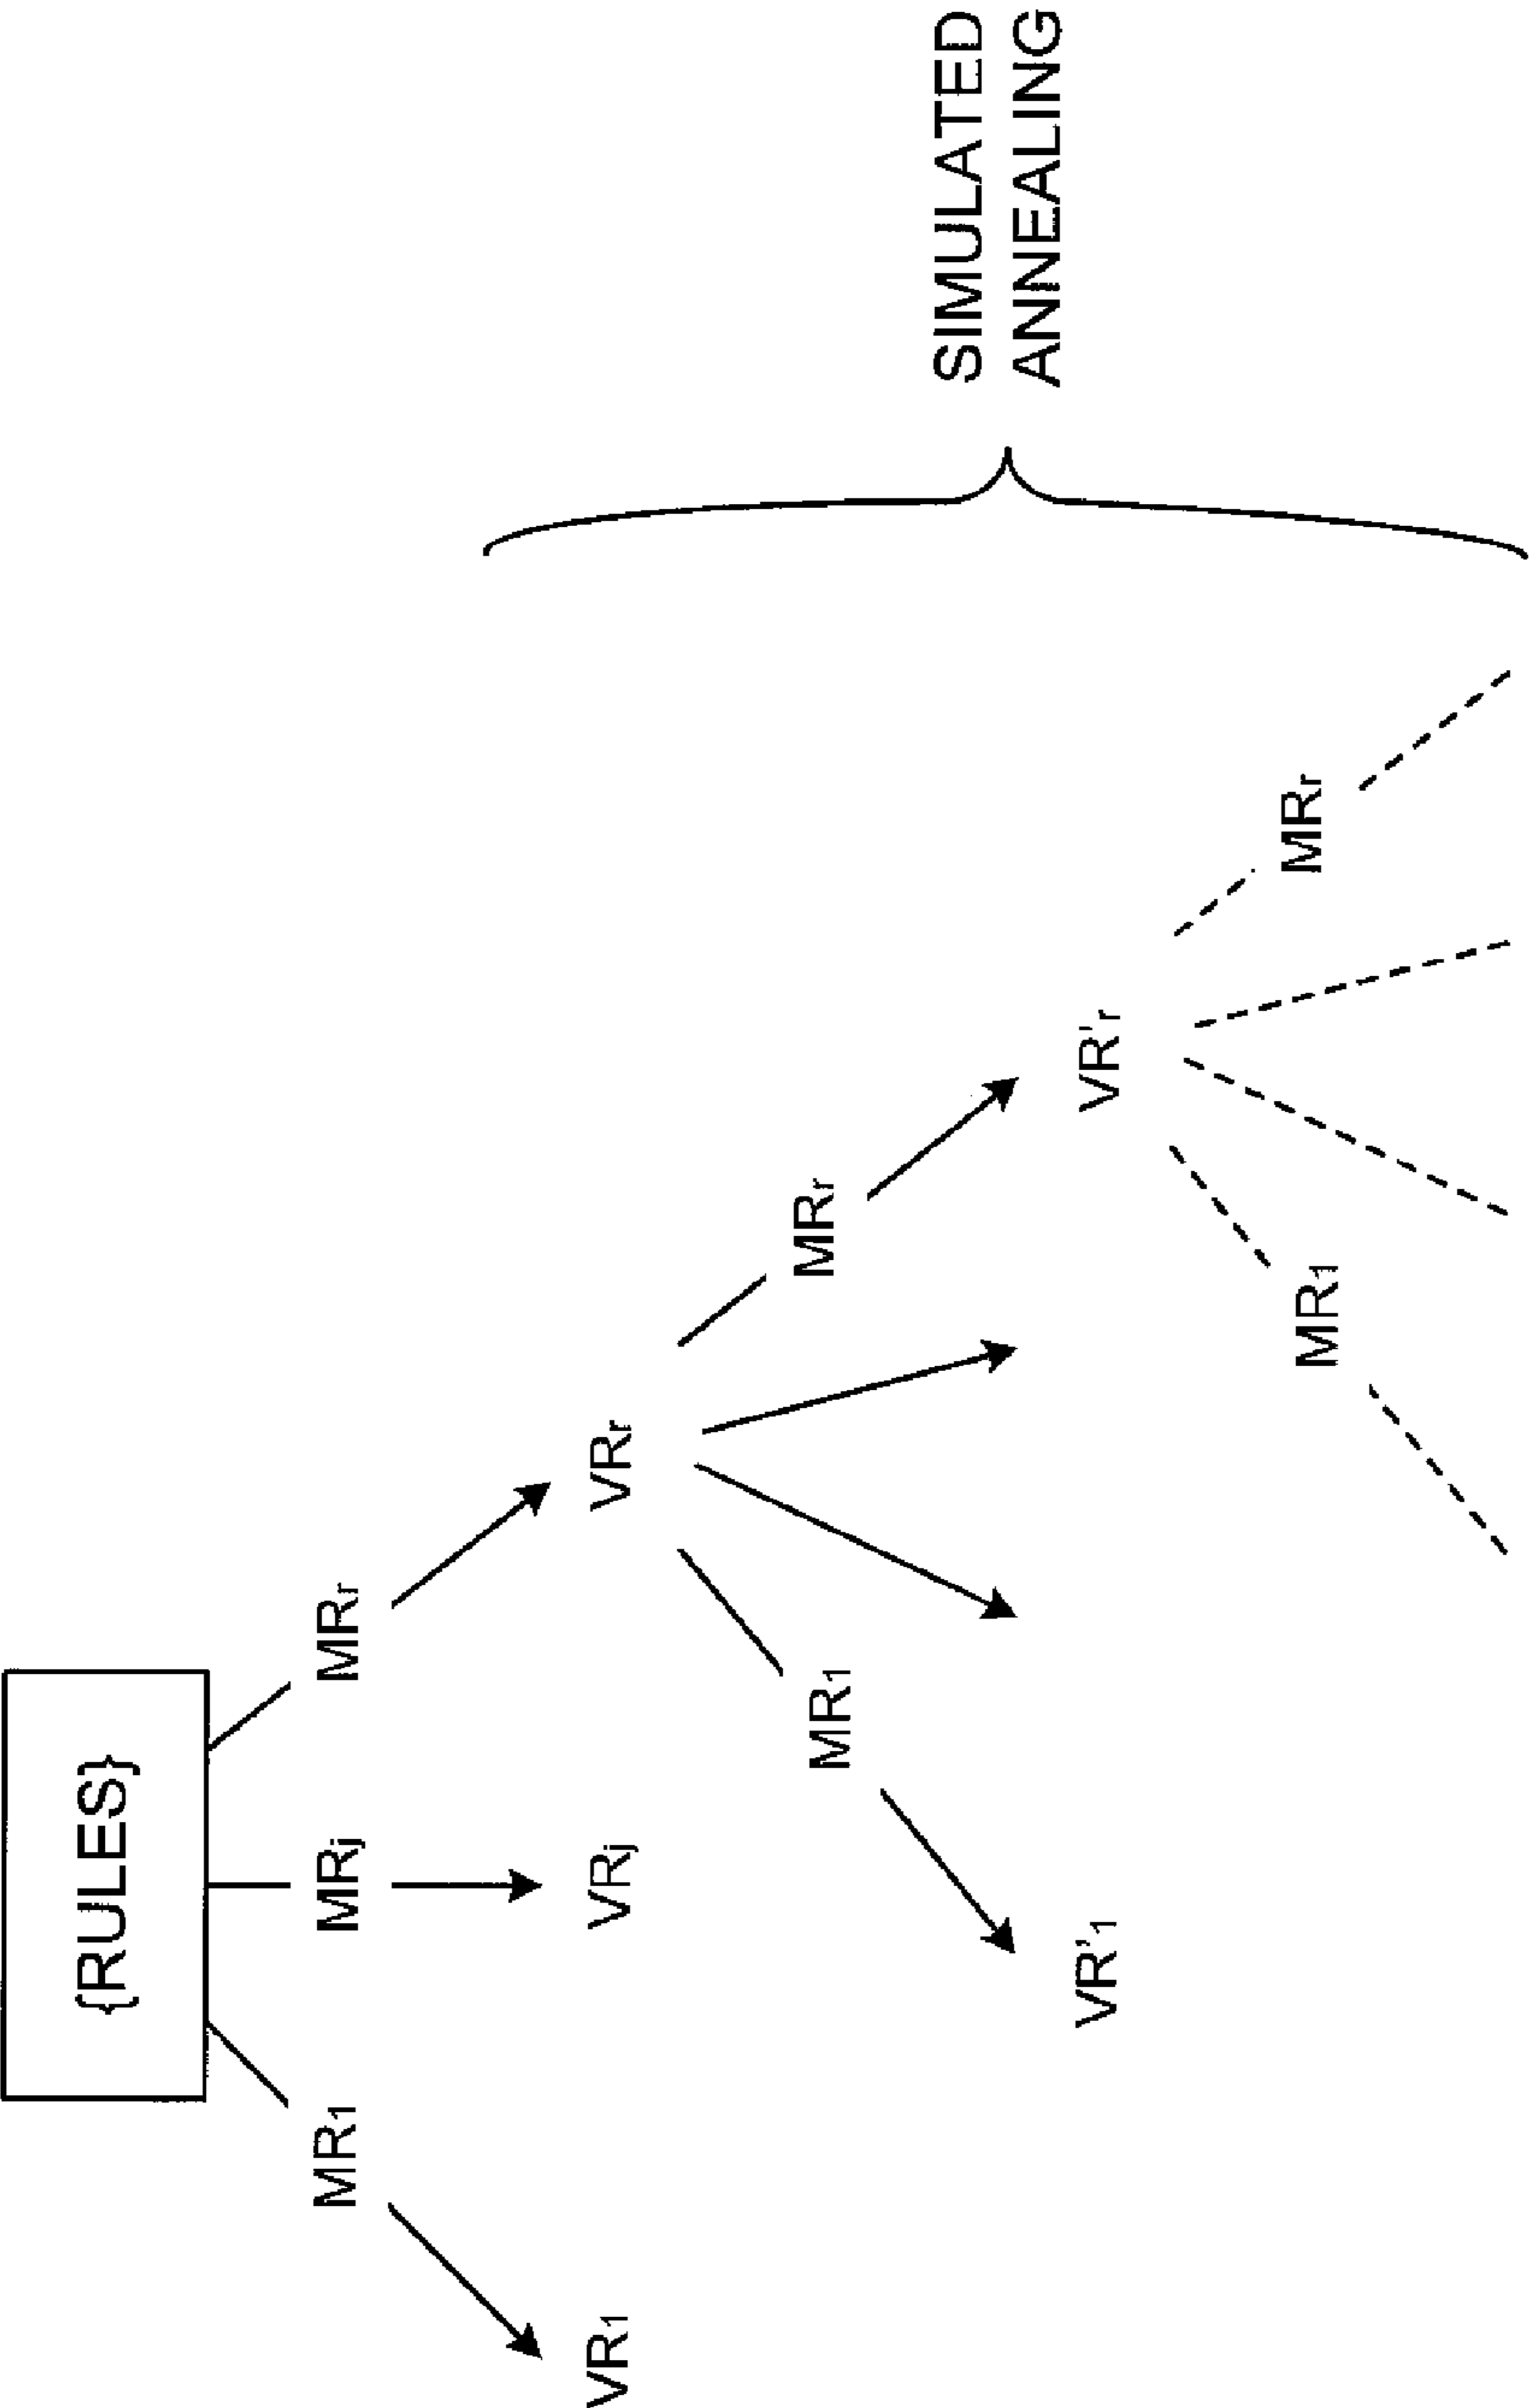 {RULES}
MR1
MRj
MRr
VR1
VRj
VRr
MR1
MRr
VR'1
VR'r
MR1
MRr
SIMULATED
ANNEALING